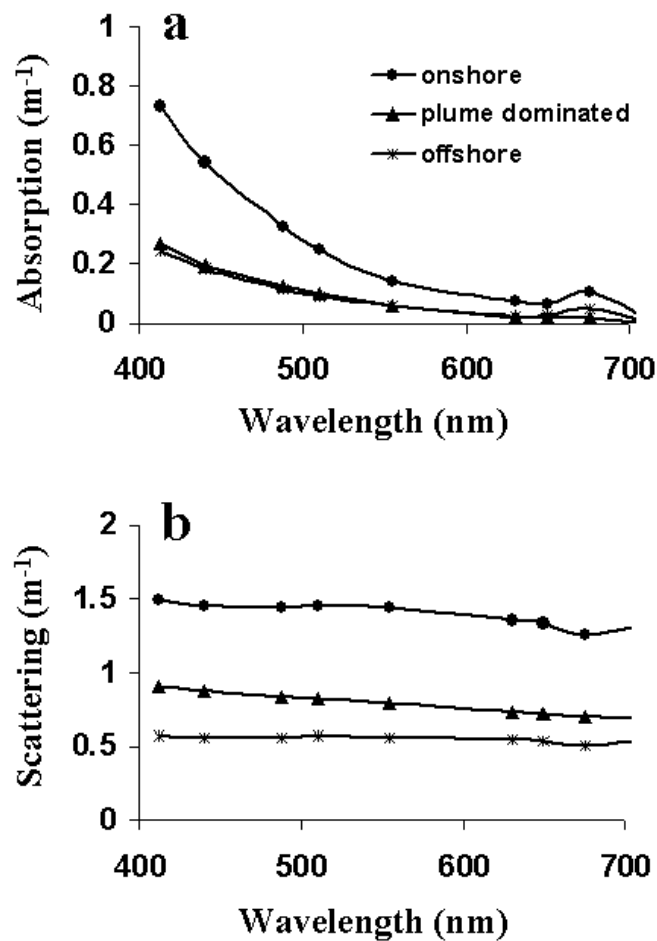 a
1
0.8
0.6
0.4
0.2
0
Absorption (m-1)
onshore
plume dominated
offshore
400 500 600 700
Wavelength (nm)
b
2
1.5
1
0.5
0
Scattering (m-1)
400 500 600 700
Wavelength (nm)